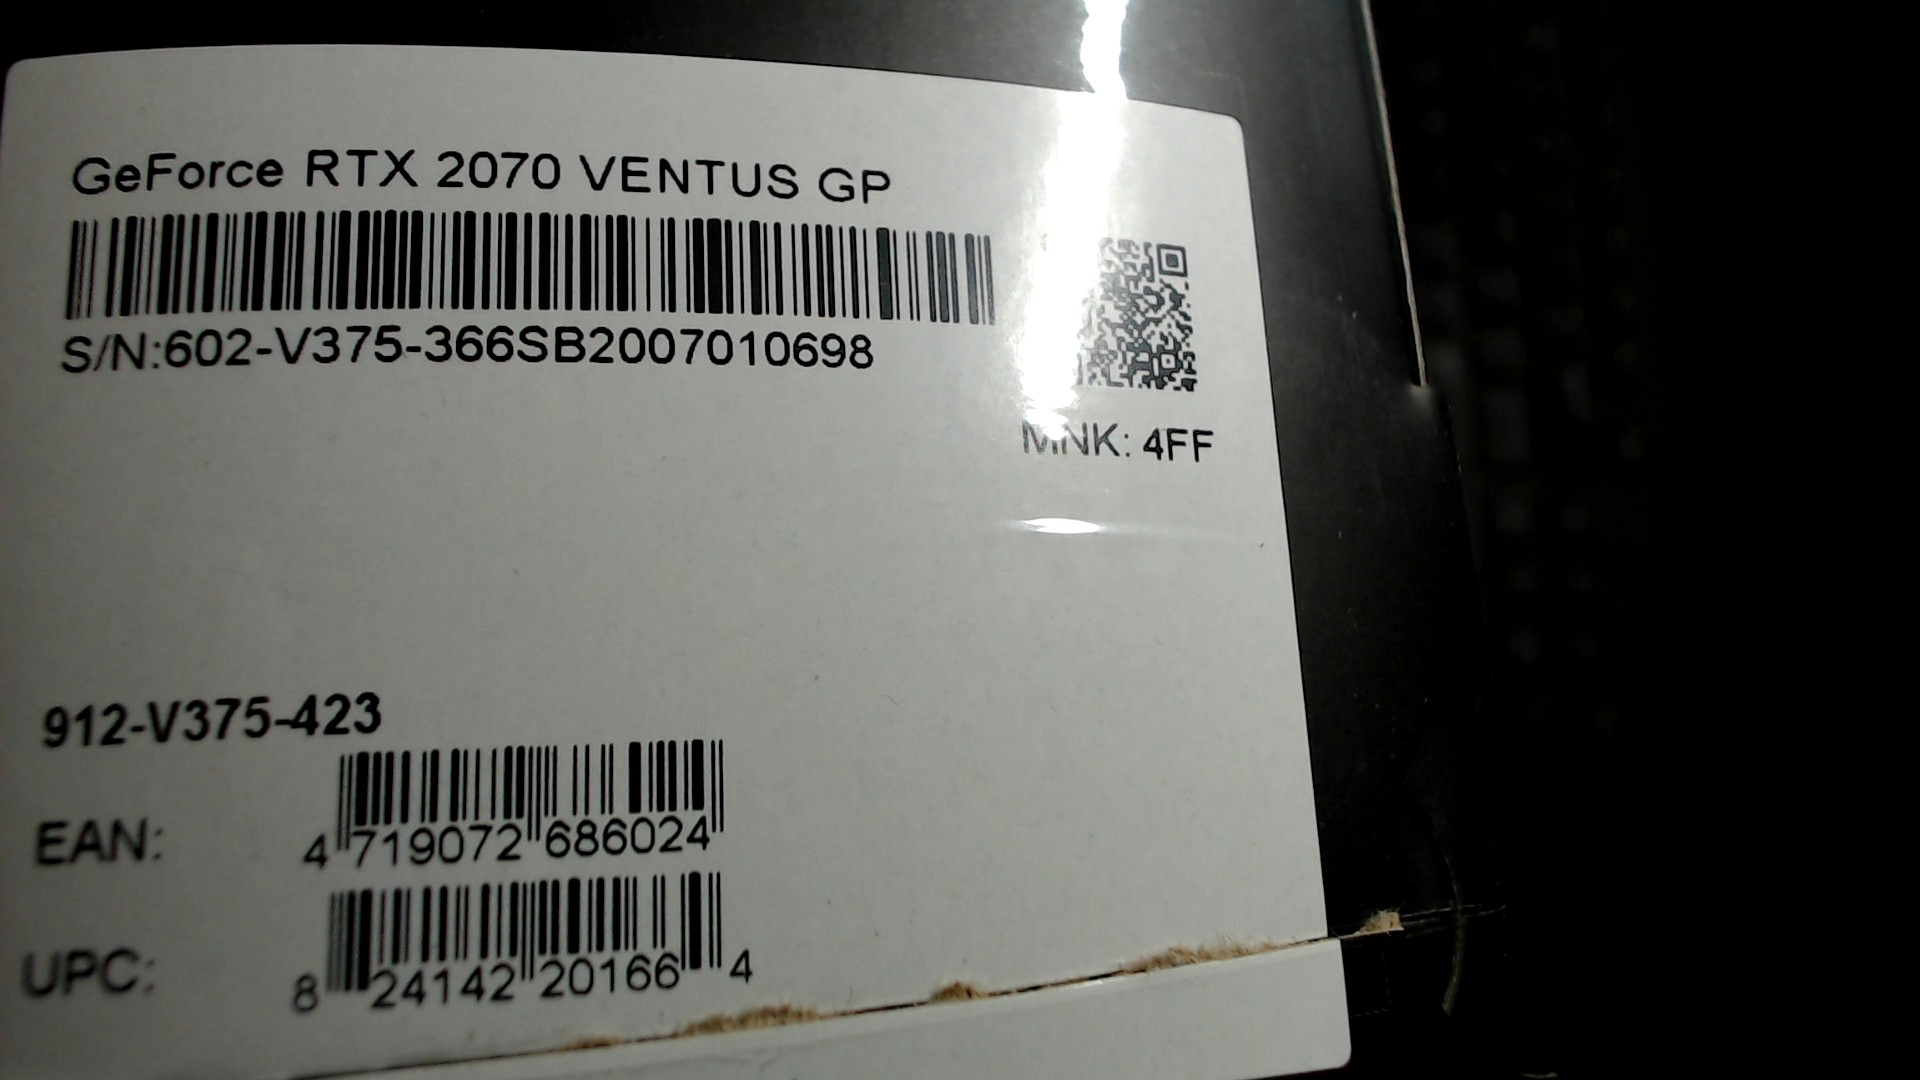 GeForce RTX 2070 VENTUS GP
S/N:602-V375-366SB2007010698
MNK: 4FF
912-V375-423
EAN: 4 719072 686024
UPC: 8 24142 20166 4